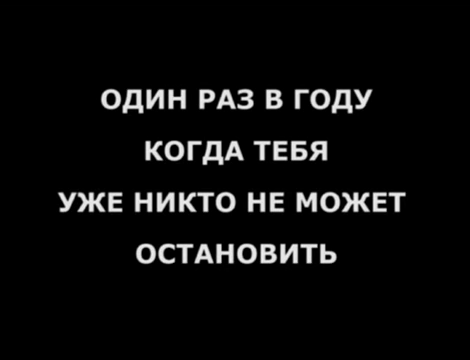 ОДИН РАЗ В ГОДУ
КОГДА ТЕБЯ
УЖЕ НИКТО НЕ МОЖЕТ
ОСТАНОВИТЬ